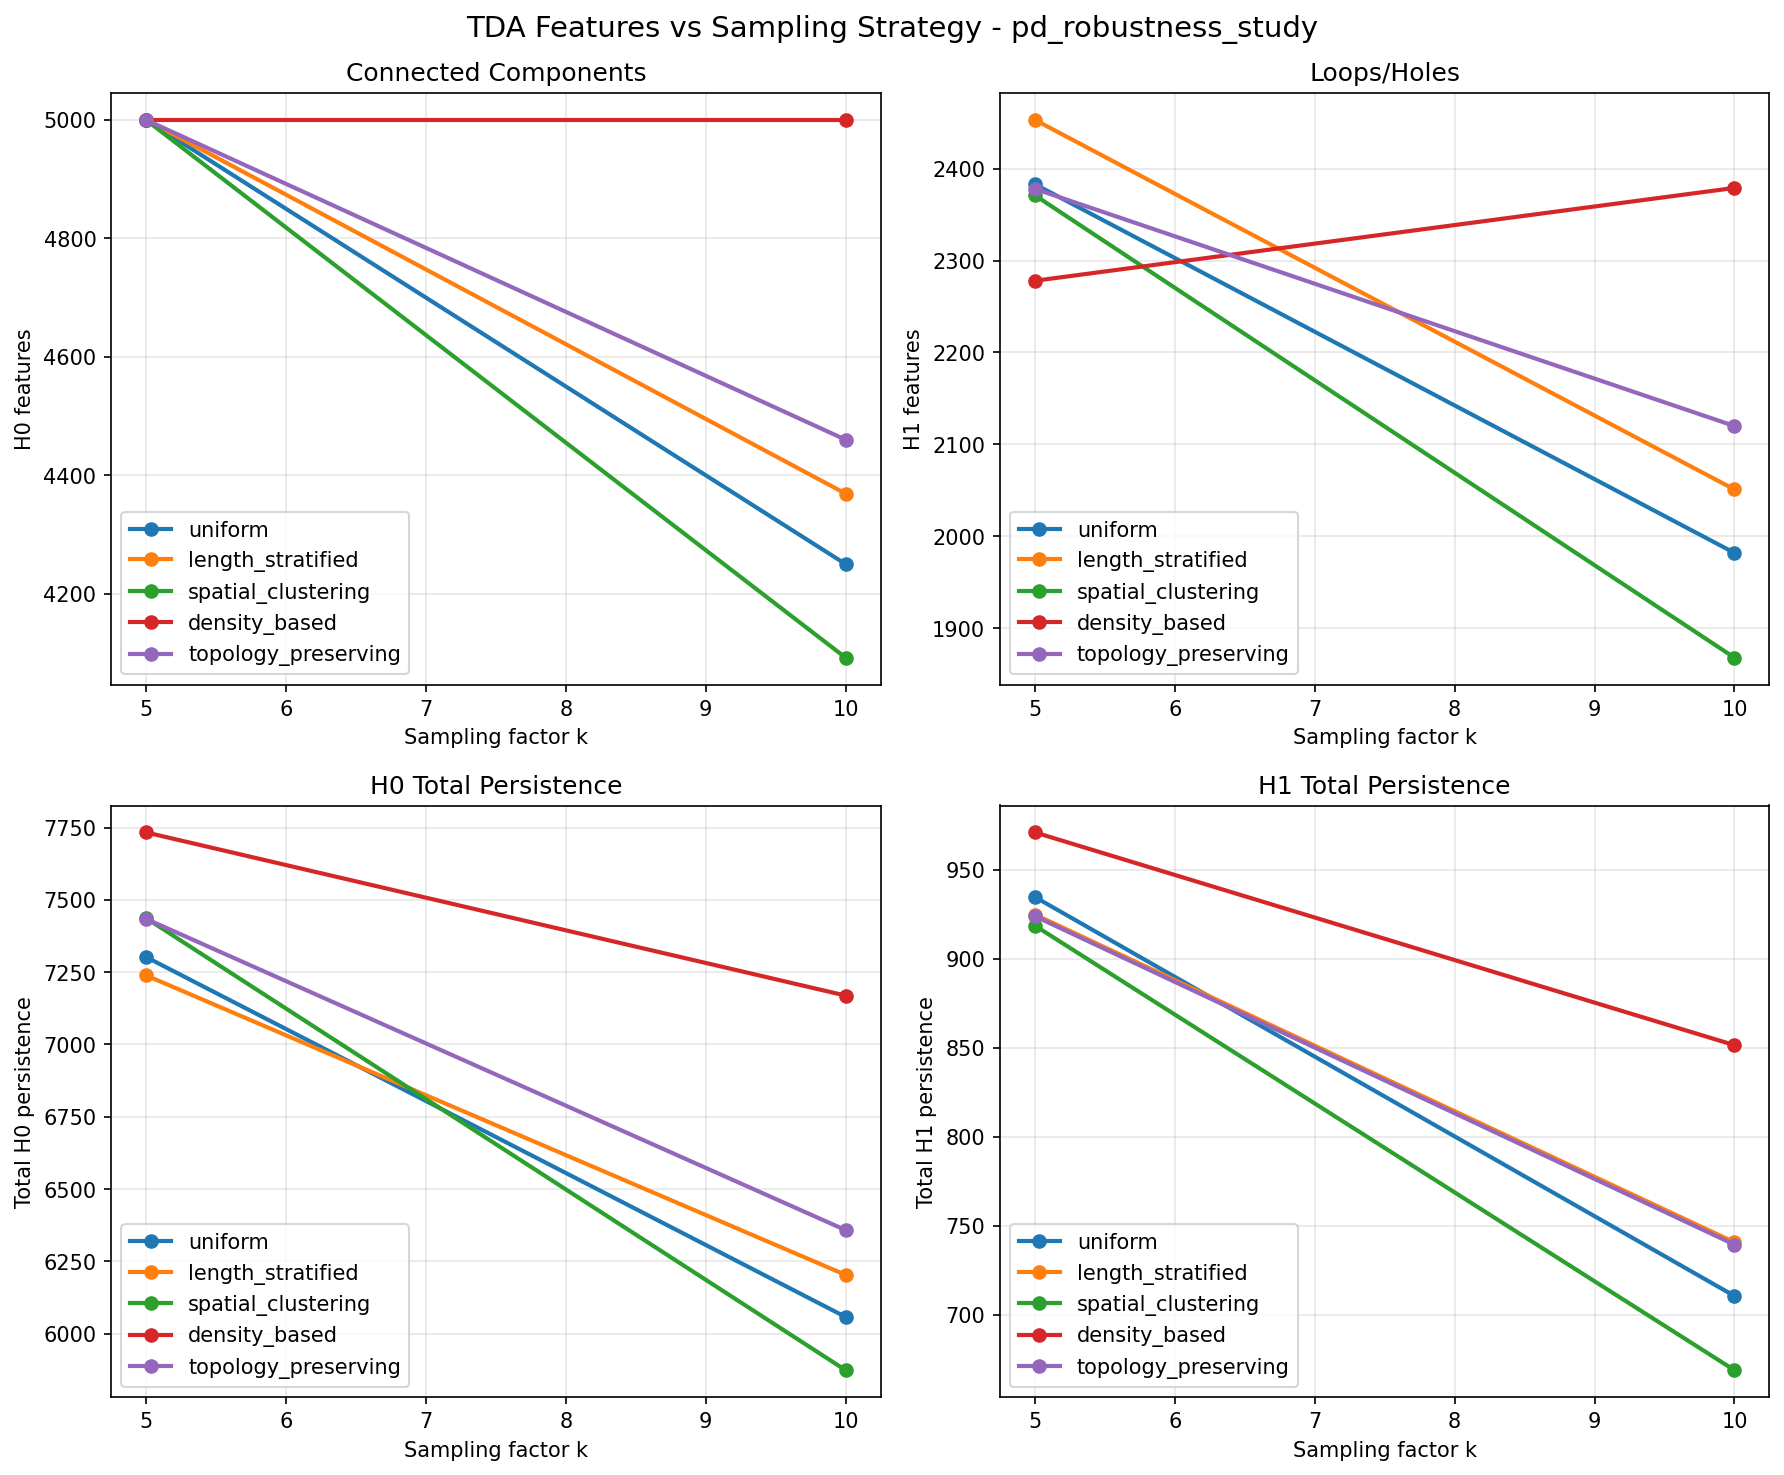 TDA Features vs Sampling Strategy - pd_robustness_study
Connected Components
H0 features
5000
4800
4600
4400
4200
uniform
length_stratified
spatial_clustering
density_based
topology_preserving
5 6 7 8 9 10
Sampling factor k
Loops/Holes
H1 features
2400
2300
2200
2100
2000
1900
uniform
length_stratified
spatial_clustering
density_based
topology_preserving
5 6 7 8 9 10
Sampling factor k
H0 Total Persistence
Total H0 persistence
7750
7500
7250
7000
6750
6500
6250
6000
uniform
length_stratified
spatial_clustering
density_based
topology_preserving
5 6 7 8 9 10
Sampling factor k
H1 Total Persistence
Total H1 persistence
950
900
850
800
750
700
uniform
length_stratified
spatial_clustering
density_based
topology_preserving
5 6 7 8 9 10
Sampling factor k